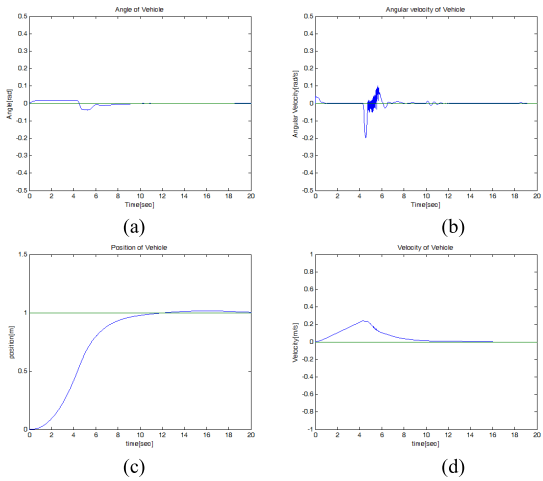 Angle of Vehicle
0.5
0.4
0.3
0.2
0.1
0
-0.1
-0.2
-0.3
-0.4
-0.5
Angle[rad]
0 2 4 6 8 10 12 14 16 18 20
Time[sec]
(a)
Angular velocity of Vehicle
0.5
0.4
0.3
0.2
0.1
0
-0.1
-0.2
-0.3
-0.4
-0.5
Angular Velocity[rad/s]
0 2 4 6 8 10 12 14 16 18 20
Time[sec]
(b)
Position of Vehicle
1.5
1
0.5
0
position[m]
0 2 4 6 8 10 12 14 16 18 20
time[sec]
(c)
Velocity of Vehicle
1
0.8
0.6
0.4
0.2
0
-0.2
-0.4
-0.6
-0.8
-1
Velocity[m/s]
0 2 4 6 8 10 12 14 16 18 20
time[sec]
(d)